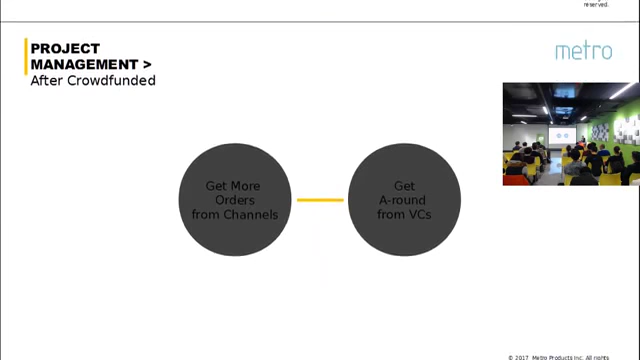 reserved.
PROJECT
MANAGEMENT >
After Crowdfunded
metro
Get More
Orders
from Channels
Get
A-round
from VCs
© 2017 Metro Products Inc. All rights